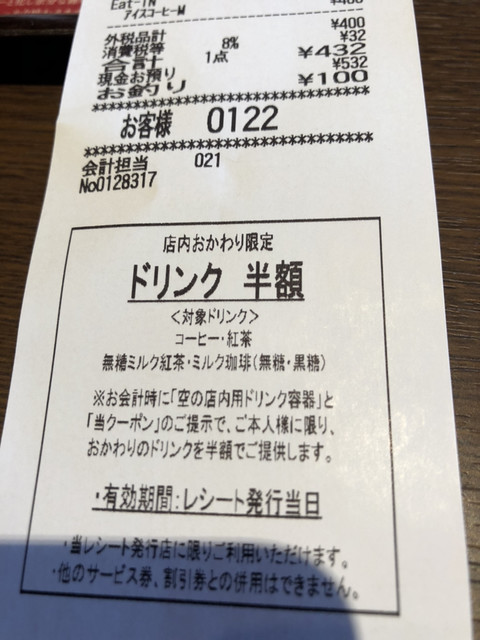 Eat-IN
アイスコーヒーM ¥400
外税品計 ¥400
消費税等 8% ¥32
合計 1点 ¥432
現金お預り ¥532
お釣り ¥100
お客様 0122
会計担当 021
No0128317
店内おかわり限定
ドリンク 半額
<対象ドリンク>
コーヒー・紅茶
無糖ミルク紅茶・ミルク珈琲(無糖・黒糖)
※お会計時に「空の店内用ドリンク容器」と
「当クーポン」のご提示で、ご本人様に限り、
おかわりのドリンクを半額でご提供します。
・有効期間:レシート発行当日
・当レシート発行店に限りご利用いただけます。
・他のサービス券、割引券との併用はできません。